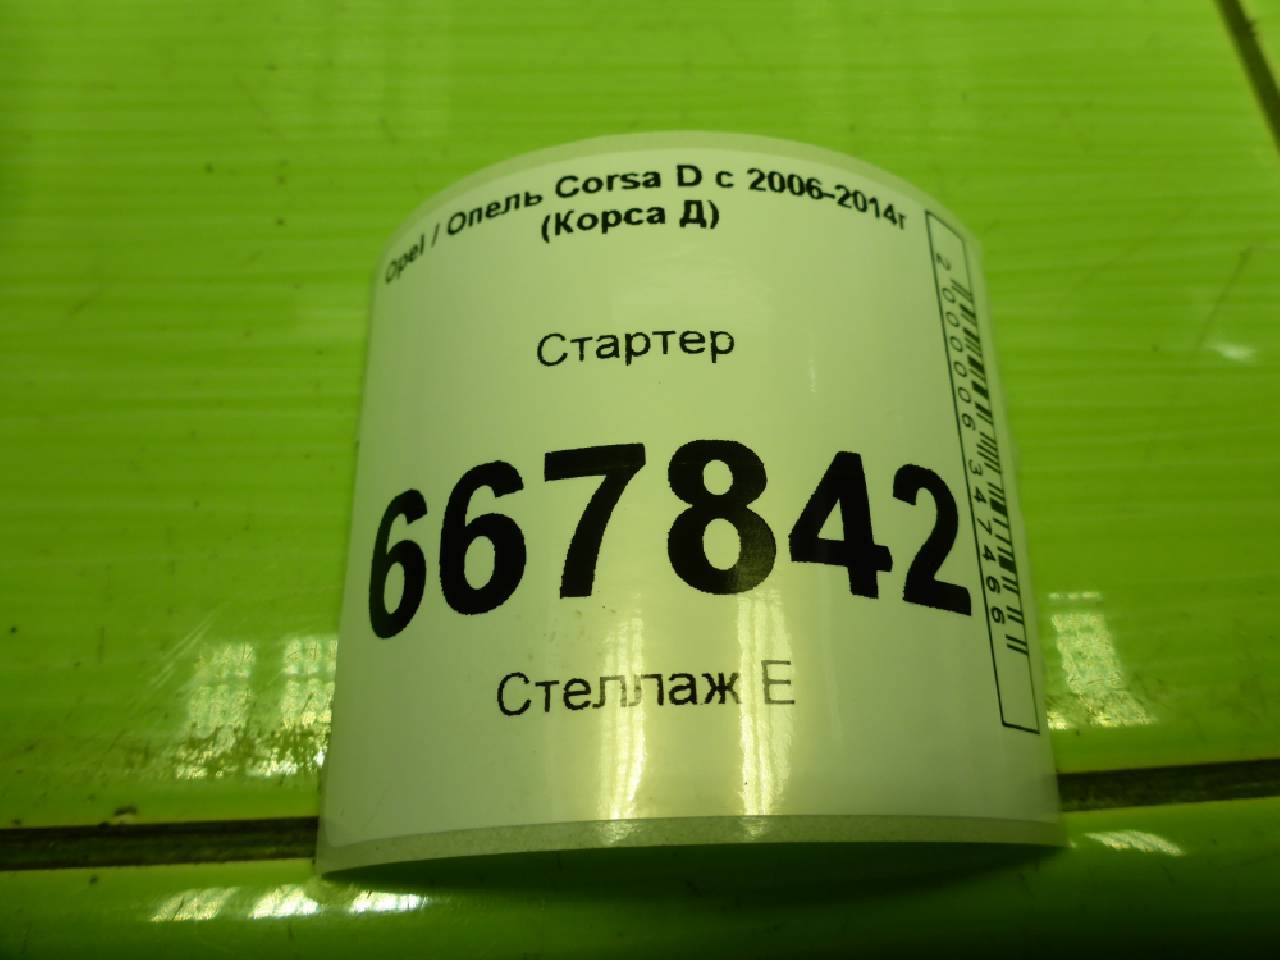 Opel / Опель Corsa D с 2006-2014г
(Корса Д)
Стартер
667842
Стеллаж Е
2000006347466